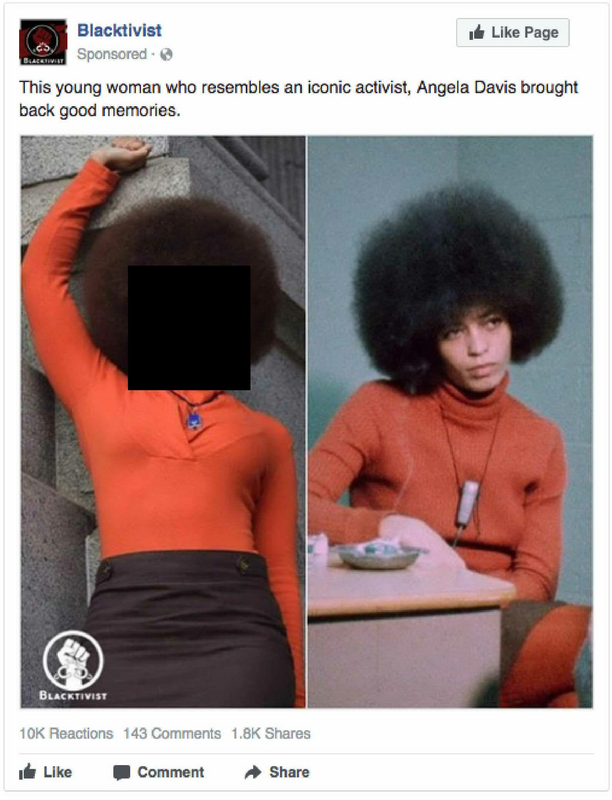 Blacktivist
Like Page
Sponsored ·
BLACKTIVIST
This young woman who resembles an iconic activist, Angela Davis brought
back good memories.
BLACKTIVIST
10K Reactions 143 Comments 1.8K Shares
Like Comment Share